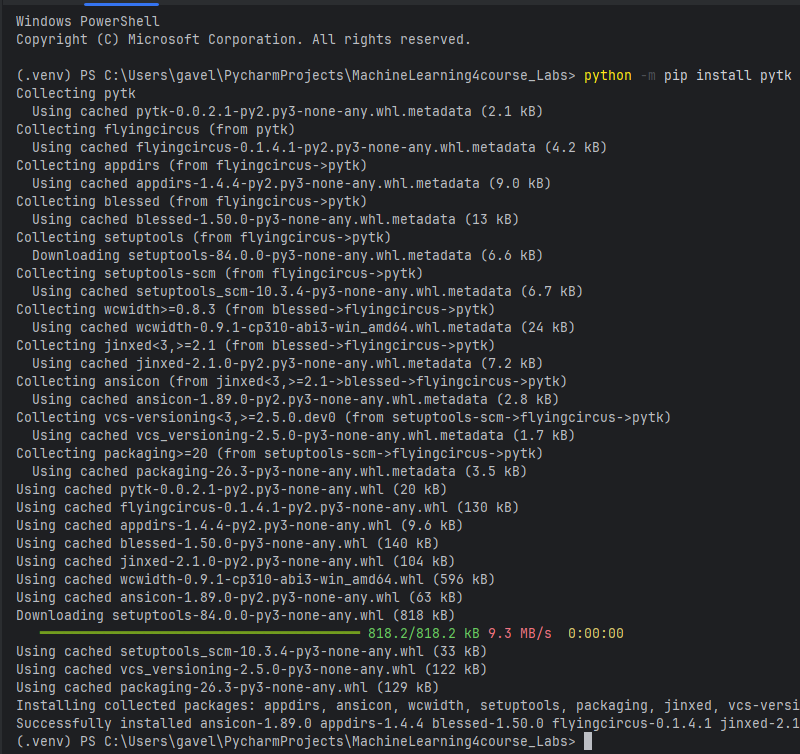 Windows PowerShell
Copyright (C) Microsoft Corporation. All rights reserved.
(.venv) PS C:\Users\gavel\PycharmProjects\MachineLearning4course_Labs> python -m pip install pytk
Collecting pytk
  Using cached pytk-0.0.2.1-py2.py3-none-any.whl.metadata (2.1 kB)
Collecting flyingcircus (from pytk)
  Using cached flyingcircus-0.1.4.1-py2.py3-none-any.whl.metadata (4.2 kB)
Collecting appdirs (from flyingcircus->pytk)
  Using cached appdirs-1.4.4-py2.py3-none-any.whl.metadata (9.0 kB)
Collecting blessed (from flyingcircus->pytk)
  Using cached blessed-1.50.0-py3-none-any.whl.metadata (13 kB)
Collecting setuptools (from flyingcircus->pytk)
  Downloading setuptools-84.0.0-py3-none-any.whl.metadata (6.6 kB)
Collecting setuptools-scm (from flyingcircus->pytk)
  Using cached setuptools_scm-10.3.4-py3-none-any.whl.metadata (6.7 kB)
Collecting wcwidth>=0.8.3 (from blessed->flyingcircus->pytk)
  Using cached wcwidth-0.9.1-cp310-abi3-win_amd64.whl.metadata (24 kB)
Collecting jinxed<3,>=2.1 (from blessed->flyingcircus->pytk)
  Using cached jinxed-2.1.0-py2.py3-none-any.whl.metadata (7.2 kB)
Collecting ansicon (from jinxed<3,>=2.1->blessed->flyingcircus->pytk)
  Using cached ansicon-1.89.0-py2.py3-none-any.whl.metadata (2.8 kB)
Collecting vcs-versioning<3,>=2.5.0.dev0 (from setuptools-scm->flyingcircus->pytk)
  Using cached vcs_versioning-2.5.0-py3-none-any.whl.metadata (1.7 kB)
Collecting packaging>=20 (from setuptools-scm->flyingcircus->pytk)
  Using cached packaging-26.3-py3-none-any.whl.metadata (3.5 kB)
Using cached pytk-0.0.2.1-py2.py3-none-any.whl (20 kB)
Using cached flyingcircus-0.1.4.1-py2.py3-none-any.whl (130 kB)
Using cached appdirs-1.4.4-py2.py3-none-any.whl (9.6 kB)
Using cached blessed-1.50.0-py3-none-any.whl (140 kB)
Using cached jinxed-2.1.0-py2.py3-none-any.whl (104 kB)
Using cached wcwidth-0.9.1-cp310-abi3-win_amd64.whl (596 kB)
Using cached ansicon-1.89.0-py2.py3-none-any.whl (63 kB)
Downloading setuptools-84.0.0-py3-none-any.whl (818 kB)
818.2/818.2 kB 9.3 MB/s  0:00:00
Using cached setuptools_scm-10.3.4-py3-none-any.whl (33 kB)
Using cached vcs_versioning-2.5.0-py3-none-any.whl (122 kB)
Using cached packaging-26.3-py3-none-any.whl (129 kB)
Installing collected packages: appdirs, ansicon, wcwidth, setuptools, packaging, jinxed, vcs-versi
Successfully installed ansicon-1.89.0 appdirs-1.4.4 blessed-1.50.0 flyingcircus-0.1.4.1 jinxed-2.1
(.venv) PS C:\Users\gavel\PycharmProjects\MachineLearning4course_Labs>